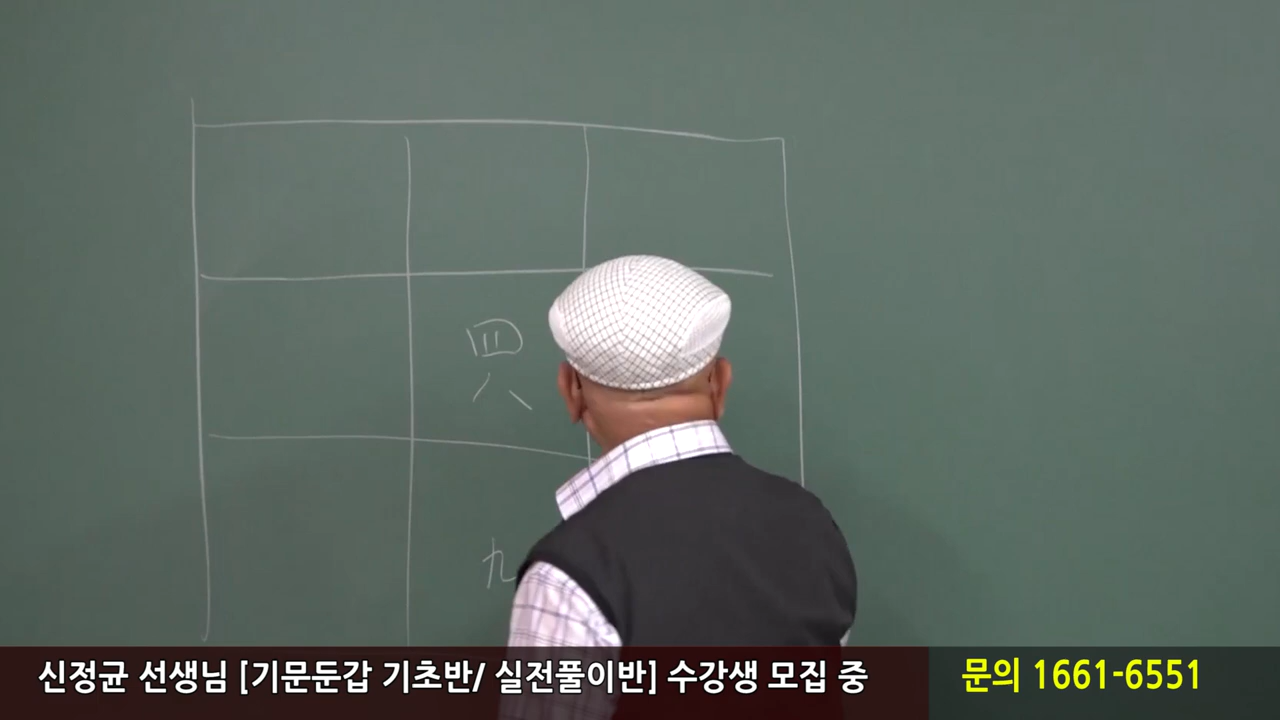 四
八
九
신정균 선생님 [기문둔갑 기초반/ 실전풀이반] 수강생 모집 중
문의 1661-6551